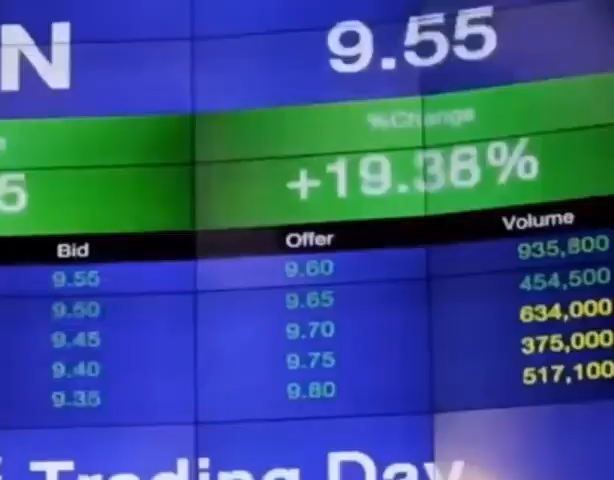 N 9.55
%Change
5 +19.38%
Bid Offer Volume
9.55 9.60 935,800
9.50 9.65 454,500
9.45 9.70 634,000
9.40 9.75 375,000
9.35 9.80 517,100
Trading Day